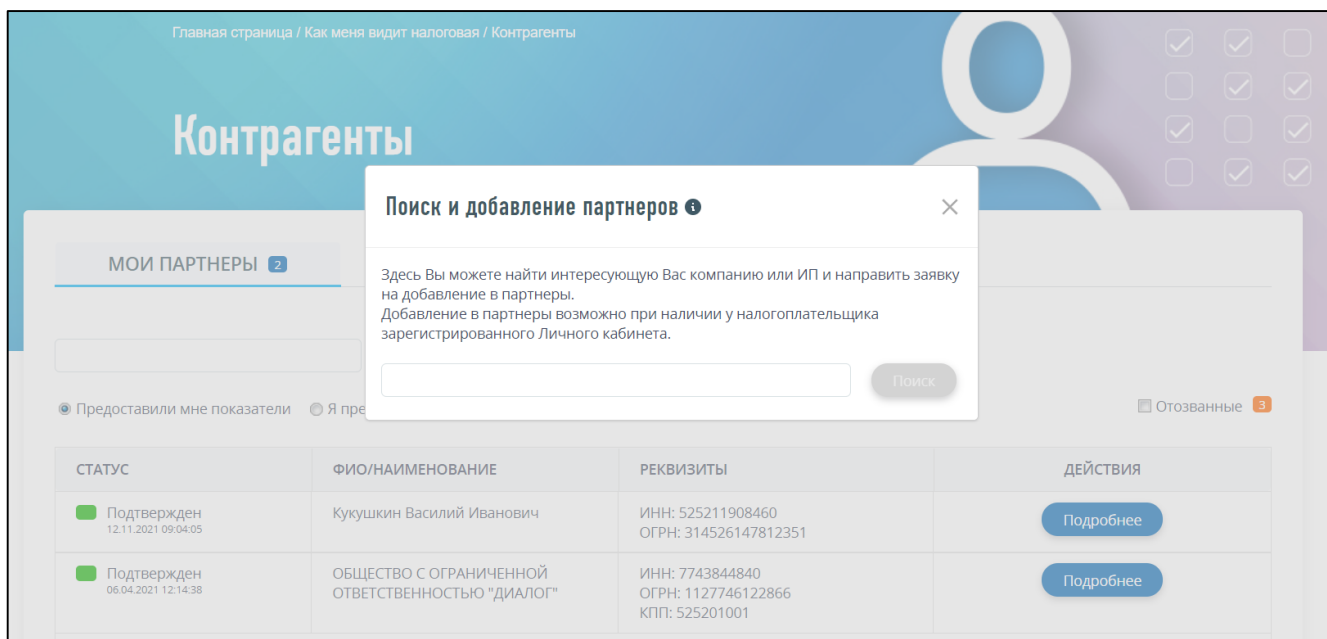 Главная страница / Как меня видит налоговая / Контрагенты
Контрагенты
Поиск и добавление партнеров
МОИ ПАРТНЕРЫ 2
Здесь Вы можете найти интересующую Вас компанию или ИП и направить заявку
на добавление в партнеры.
Добавление в партнеры возможно при наличии у налогоплательщика
зарегистрированного Личного кабинета.
Поиск
Предоставили мне показатели
Я пре
Отозванные 3
СТАТУС
ФИО/НАИМЕНОВАНИЕ
РЕКВИЗИТЫ
ДЕЙСТВИЯ
Подтвержден
12.11.2021 09:04:05
Кукушкин Василий Иванович
ИНН: 525211908460
ОГРН: 314526147812351
Подробнее
Подтвержден
06.04.2021 12:14:38
ОБЩЕСТВО С ОГРАНИЧЕННОЙ
ОТВЕТСТВЕННОСТЬЮ "ДИАЛОГ"
ИНН: 7743844840
ОГРН: 1127746122866
КПП: 525201001
Подробнее